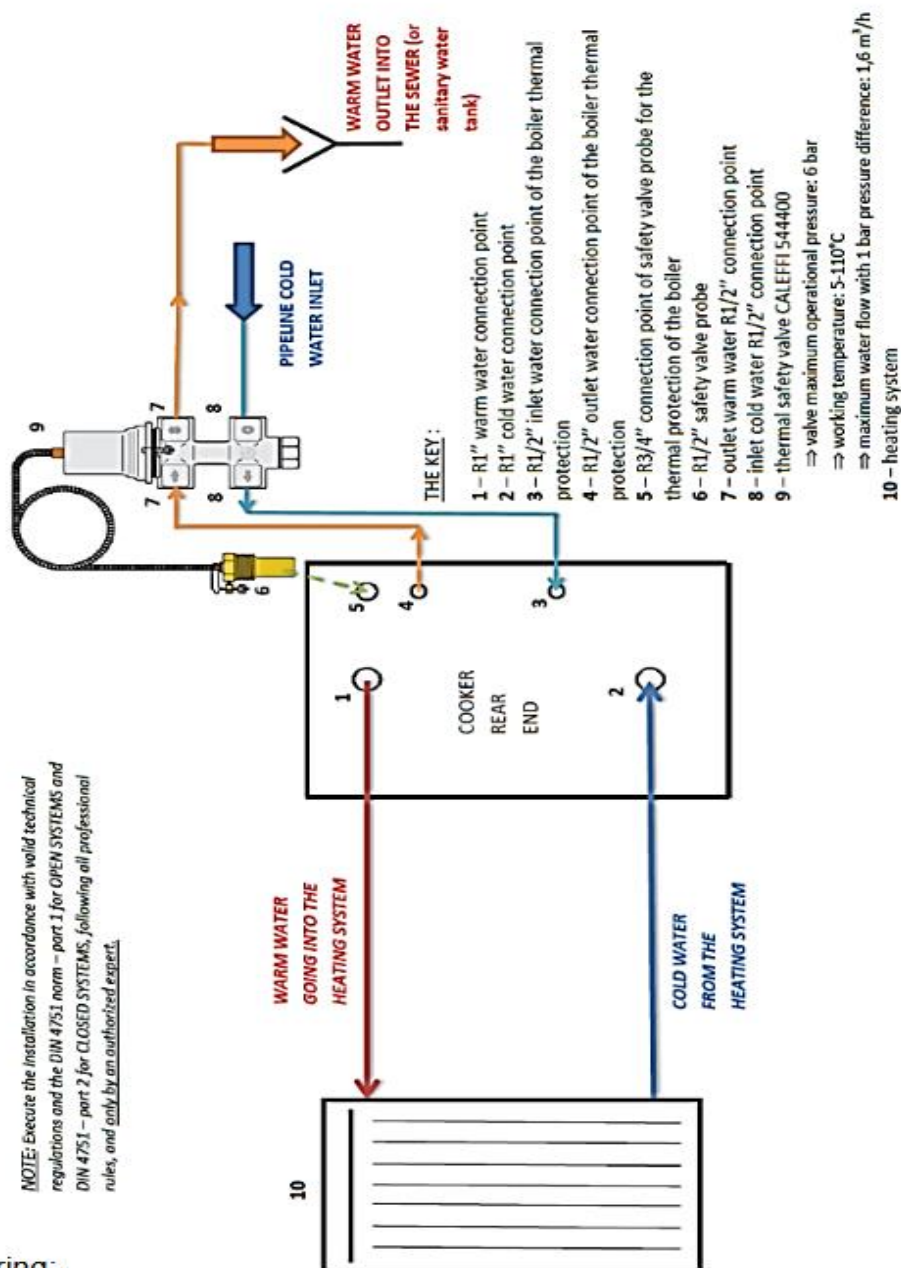 NOTE: Execute the installation in accordance with valid technical
regulations and the DIN 4751 norm – part 1 for OPEN SYSTEMS and
DIN 4751 – part 2 for CLOSED SYSTEMS, following all professional
rules, and only by an authorized expert.
10
WARM WATER
GOING INTO THE
HEATING SYSTEM
COLD WATER
FROM THE
HEATING SYSTEM
COOKER
REAR
END
1
2
3
4
5
6
7
7
8
8
9
PIPELINE COLD
WATER INLET
WARM WATER
OUTLET INTO
THE SEWER (or
sanitary water
tank)
THE KEY :
1 – R1″ warm water connection point
2 – R1″ cold water connection point
3 – R1/2″ inlet water connection point of the boiler thermal
protection
4 – R1/2″ outlet water connection point of the boiler thermal
protection
5 – R3/4″ connection point of safety valve probe for the
thermal protection of the boiler
6 – R1/2″ safety valve probe
7 – outlet warm water R1/2″ connection point
8 – inlet cold water R1/2″ connection point
9 – thermal safety valve CALEFFI 544400
⇒ valve maximum operational pressure: 6 bar
⇒ working temperature: 5-110°C
⇒ maximum water flow with 1 bar pressure difference: 1,6 m³/h
10 – heating system